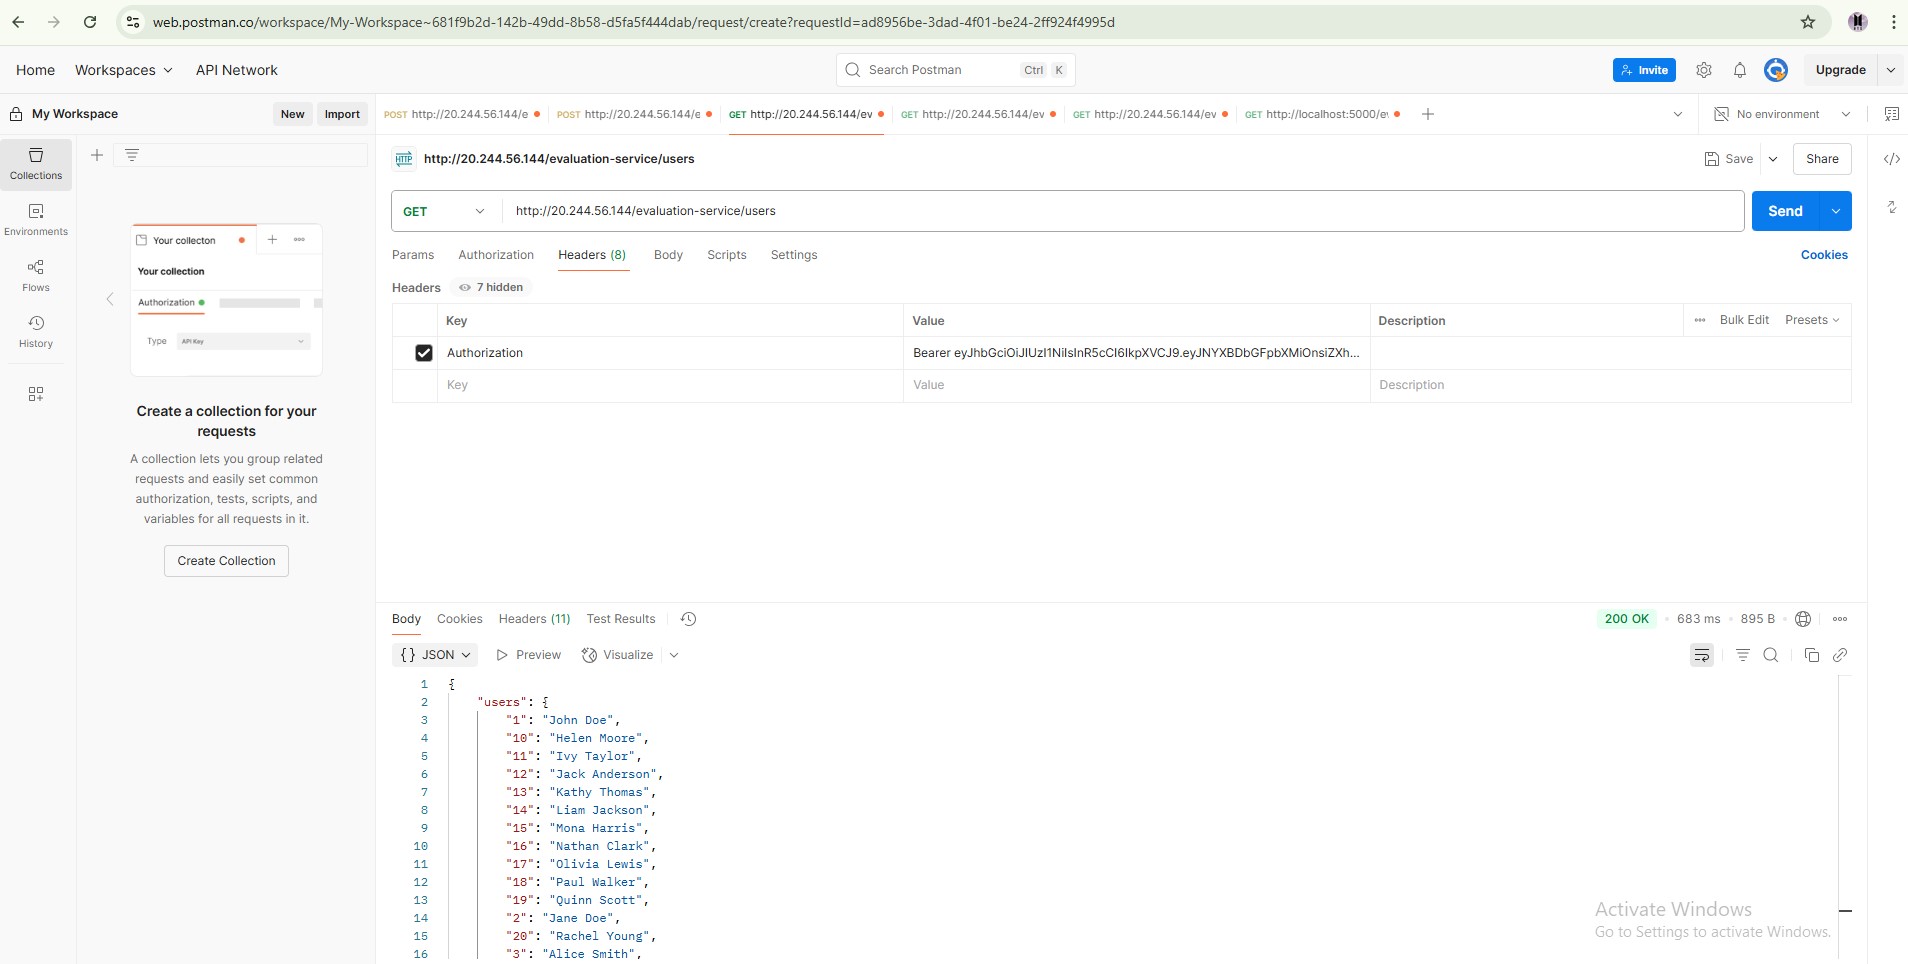 web.postman.co/workspace/My-Workspace~681f9b2d-142b-49dd-8b58-d5fa5f444dab/request/create?requestId=ad8956be-3dad-4f01-be24-2ff924f4995d
Home Workspaces API Network Search Postman Ctrl K Invite Upgrade
My Workspace New Import POST http://20.244.56.144/e POST http://20.244.56.144/e GET http://20.244.56.144/ev GET http://20.244.56.144/ev GET http://20.244.56.144/ev GET http://localhost:5000/ev No environment
HTTP http://20.244.56.144/evaluation-service/users Save Share
Collections
Environments
Flows
History
GET http://20.244.56.144/evaluation-service/users Send
Params Authorization Headers (8) Body Scripts Settings Cookies
Headers 7 hidden
Key Value Description Bulk Edit Presets
Authorization Bearer eyJhbGciOiJIUzI1NiIsInR5cCI6IkpXVCJ9.eyJNYXBDbGFpbXMiOnsiZXh...
Key Value Description
Your collecton
Your collection
Authorization
Type API Key
Create a collection for your
requests
A collection lets you group related
requests and easily set common
authorization, tests, scripts, and
variables for all requests in it.
Create Collection
Body Cookies Headers (11) Test Results 200 OK 683 ms 895 B
{} JSON Preview Visualize
1 {
2 "users": {
3 "1": "John Doe",
4 "10": "Helen Moore",
5 "11": "Ivy Taylor",
6 "12": "Jack Anderson",
7 "13": "Kathy Thomas",
8 "14": "Liam Jackson",
9 "15": "Mona Harris",
10 "16": "Nathan Clark",
11 "17": "Olivia Lewis",
12 "18": "Paul Walker",
13 "19": "Quinn Scott",
14 "2": "Jane Doe",
15 "20": "Rachel Young",
16 "3": "Alice Smith",
Activate Windows
Go to Settings to activate Windows.